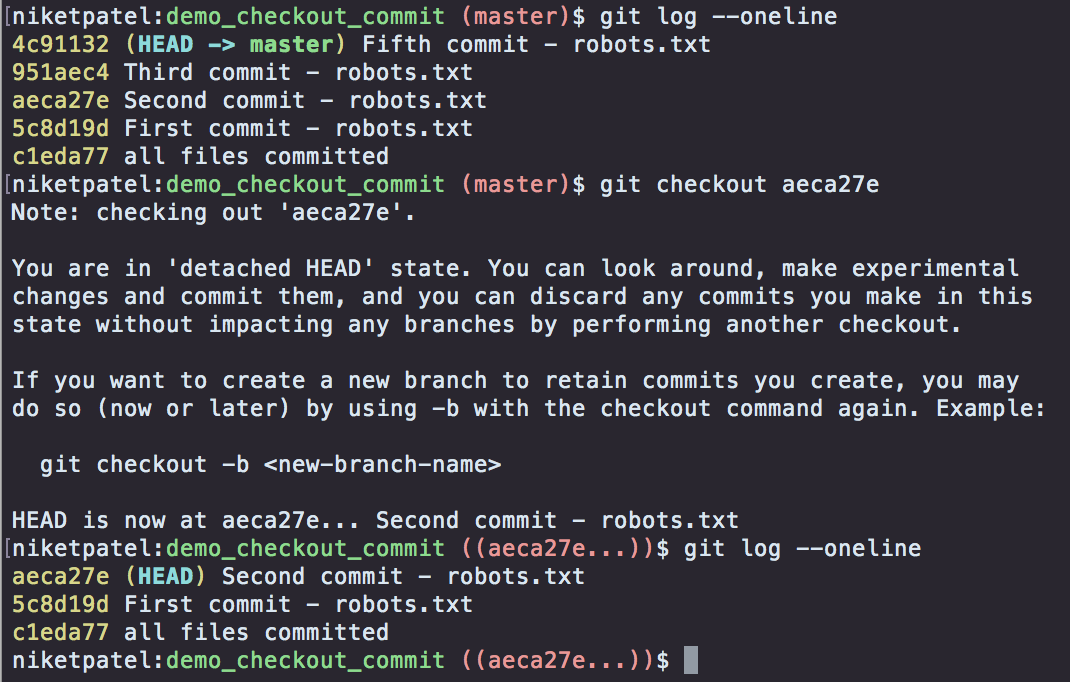 [niketpatel:demo_checkout_commit (master)$ git log --oneline
4c91132 (HEAD -> master) Fifth commit - robots.txt
951aec4 Third commit - robots.txt
aeca27e Second commit - robots.txt
5c8d19d First commit - robots.txt
c1eda77 all files committed
[niketpatel:demo_checkout_commit (master)$ git checkout aeca27e
Note: checking out 'aeca27e'.

You are in 'detached HEAD' state. You can look around, make experimental
changes and commit them, and you can discard any commits you make in this
state without impacting any branches by performing another checkout.

If you want to create a new branch to retain commits you create, you may
do so (now or later) by using -b with the checkout command again. Example:

  git checkout -b <new-branch-name>

HEAD is now at aeca27e... Second commit - robots.txt
[niketpatel:demo_checkout_commit ((aeca27e...))$ git log --oneline
aeca27e (HEAD) Second commit - robots.txt
5c8d19d First commit - robots.txt
c1eda77 all files committed
niketpatel:demo_checkout_commit ((aeca27e...))$